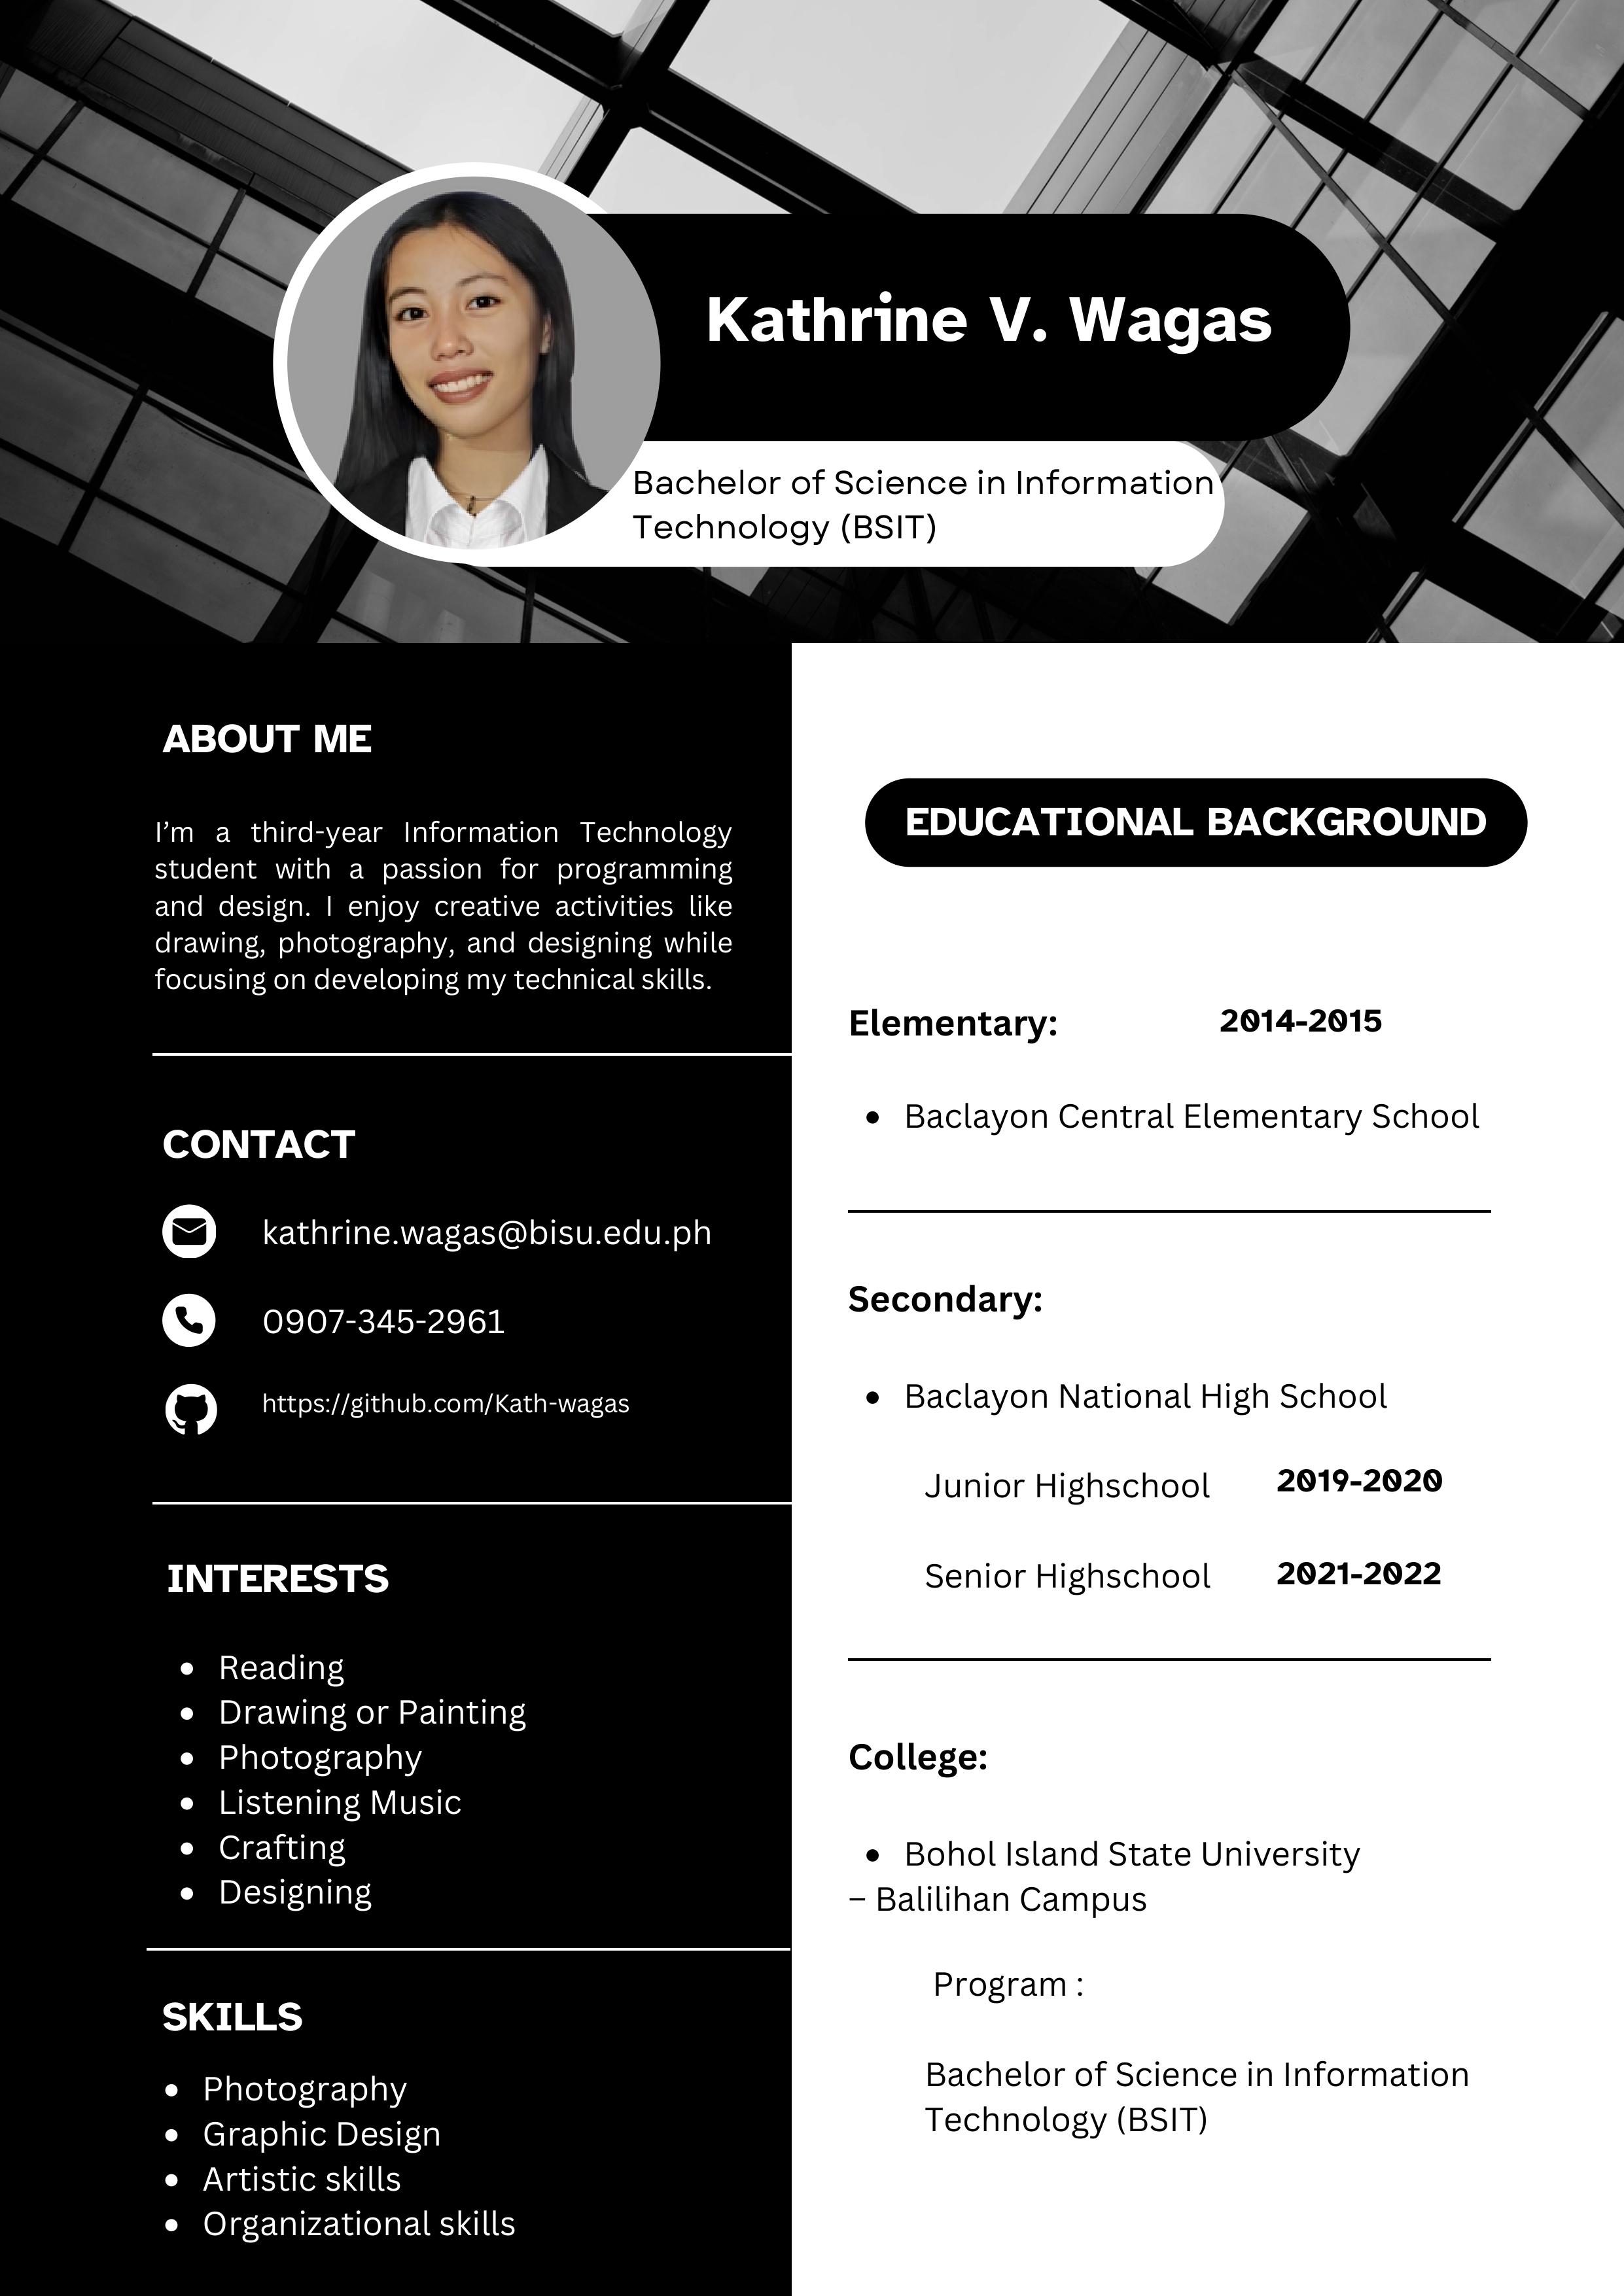 Kathrine V. Wagas
Bachelor of Science in Information
Technology (BSIT)
ABOUT ME
I’m a third-year Information Technology
student with a passion for programming
and design. I enjoy creative activities like
drawing, photography, and designing while
focusing on developing my technical skills.
CONTACT
kathrine.wagas@bisu.edu.ph
0907-345-2961
https://github.com/Kath-wagas
INTERESTS
• Reading
• Drawing or Painting
• Photography
• Listening Music
• Crafting
• Designing
SKILLS
• Photography
• Graphic Design
• Artistic skills
• Organizational skills
EDUCATIONAL BACKGROUND
Elementary: 2014-2015
• Baclayon Central Elementary School
Secondary:
• Baclayon National High School
Junior Highschool 2019-2020
Senior Highschool 2021-2022
College:
• Bohol Island State University
– Balilihan Campus
Program :
Bachelor of Science in Information
Technology (BSIT)